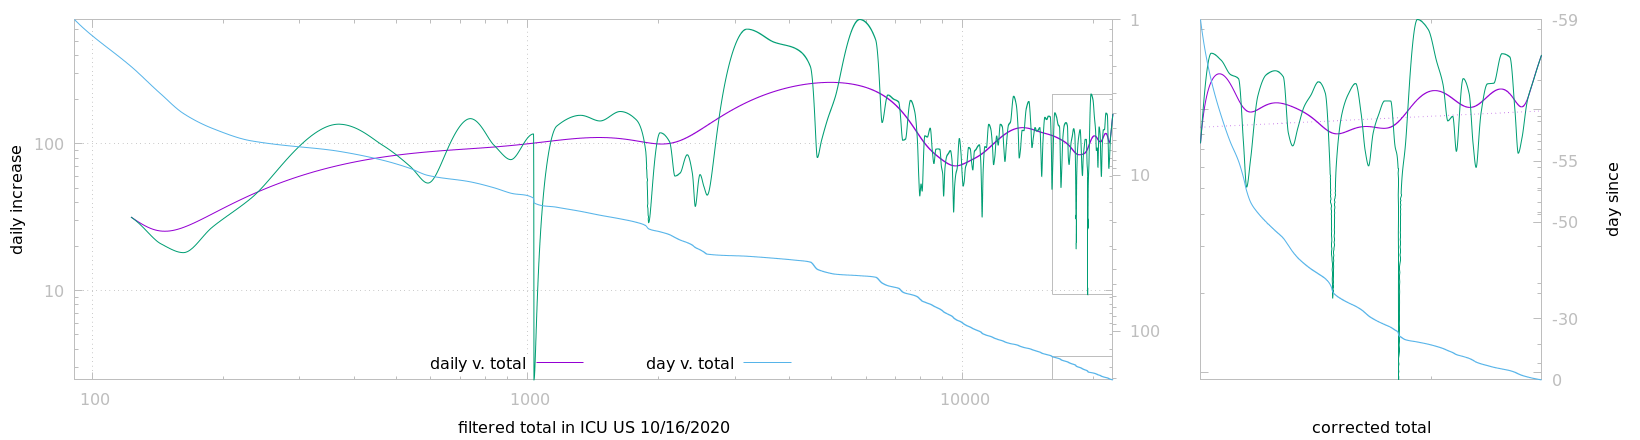 1
-59
100
10
-55
-50
10
-30
100
0
daily increase
day since
daily v. total
day v. total
100
1000
10000
filtered total in ICU US 10/16/2020
corrected total